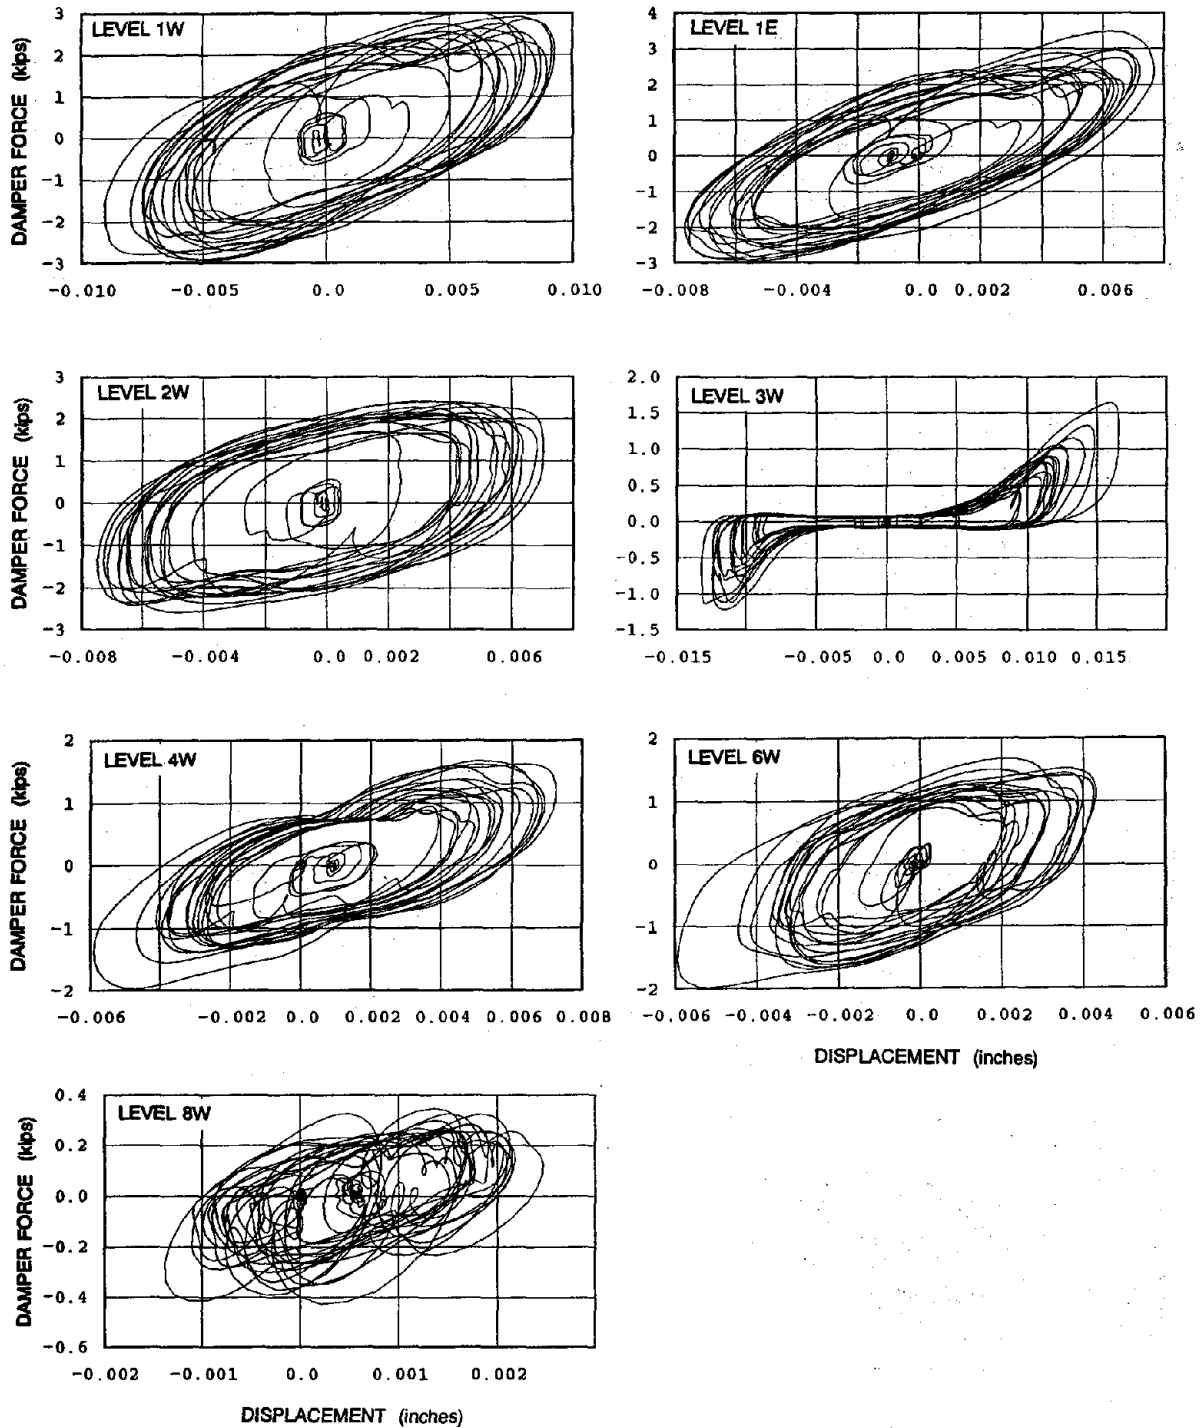 LEVEL 1W
3
2
1
0
-1
-2
-3
DAMPER FORCE (kips)
-0.010 -0.005 0.0 0.005 0.010
LEVEL 1E
4
3
2
1
0
-1
-2
-3
-0.008 -0.004 0.0 0.002 0.006
LEVEL 2W
3
2
1
0
-1
-2
-3
DAMPER FORCE (kips)
-0.008 -0.004 0.0 0.002 0.006
LEVEL 3W
2.0
1.5
1.0
0.5
0.0
-0.5
-1.0
-1.5
-0.015 -0.005 0.0 0.005 0.010 0.015
LEVEL 4W
2
1
0
-1
-2
DAMPER FORCE (kips)
-0.006 -0.002 0.0 0.002 0.004 0.006 0.008
LEVEL 6W
2
1
0
-1
-2
-0.006 -0.004 -0.002 0.0 0.002 0.004 0.006
DISPLACEMENT (inches)
LEVEL 8W
0.4
0.2
0.0
-0.2
-0.4
-0.6
DAMPER FORCE (kips)
-0.002 -0.001 0.0 0.001 0.002
DISPLACEMENT (inches)